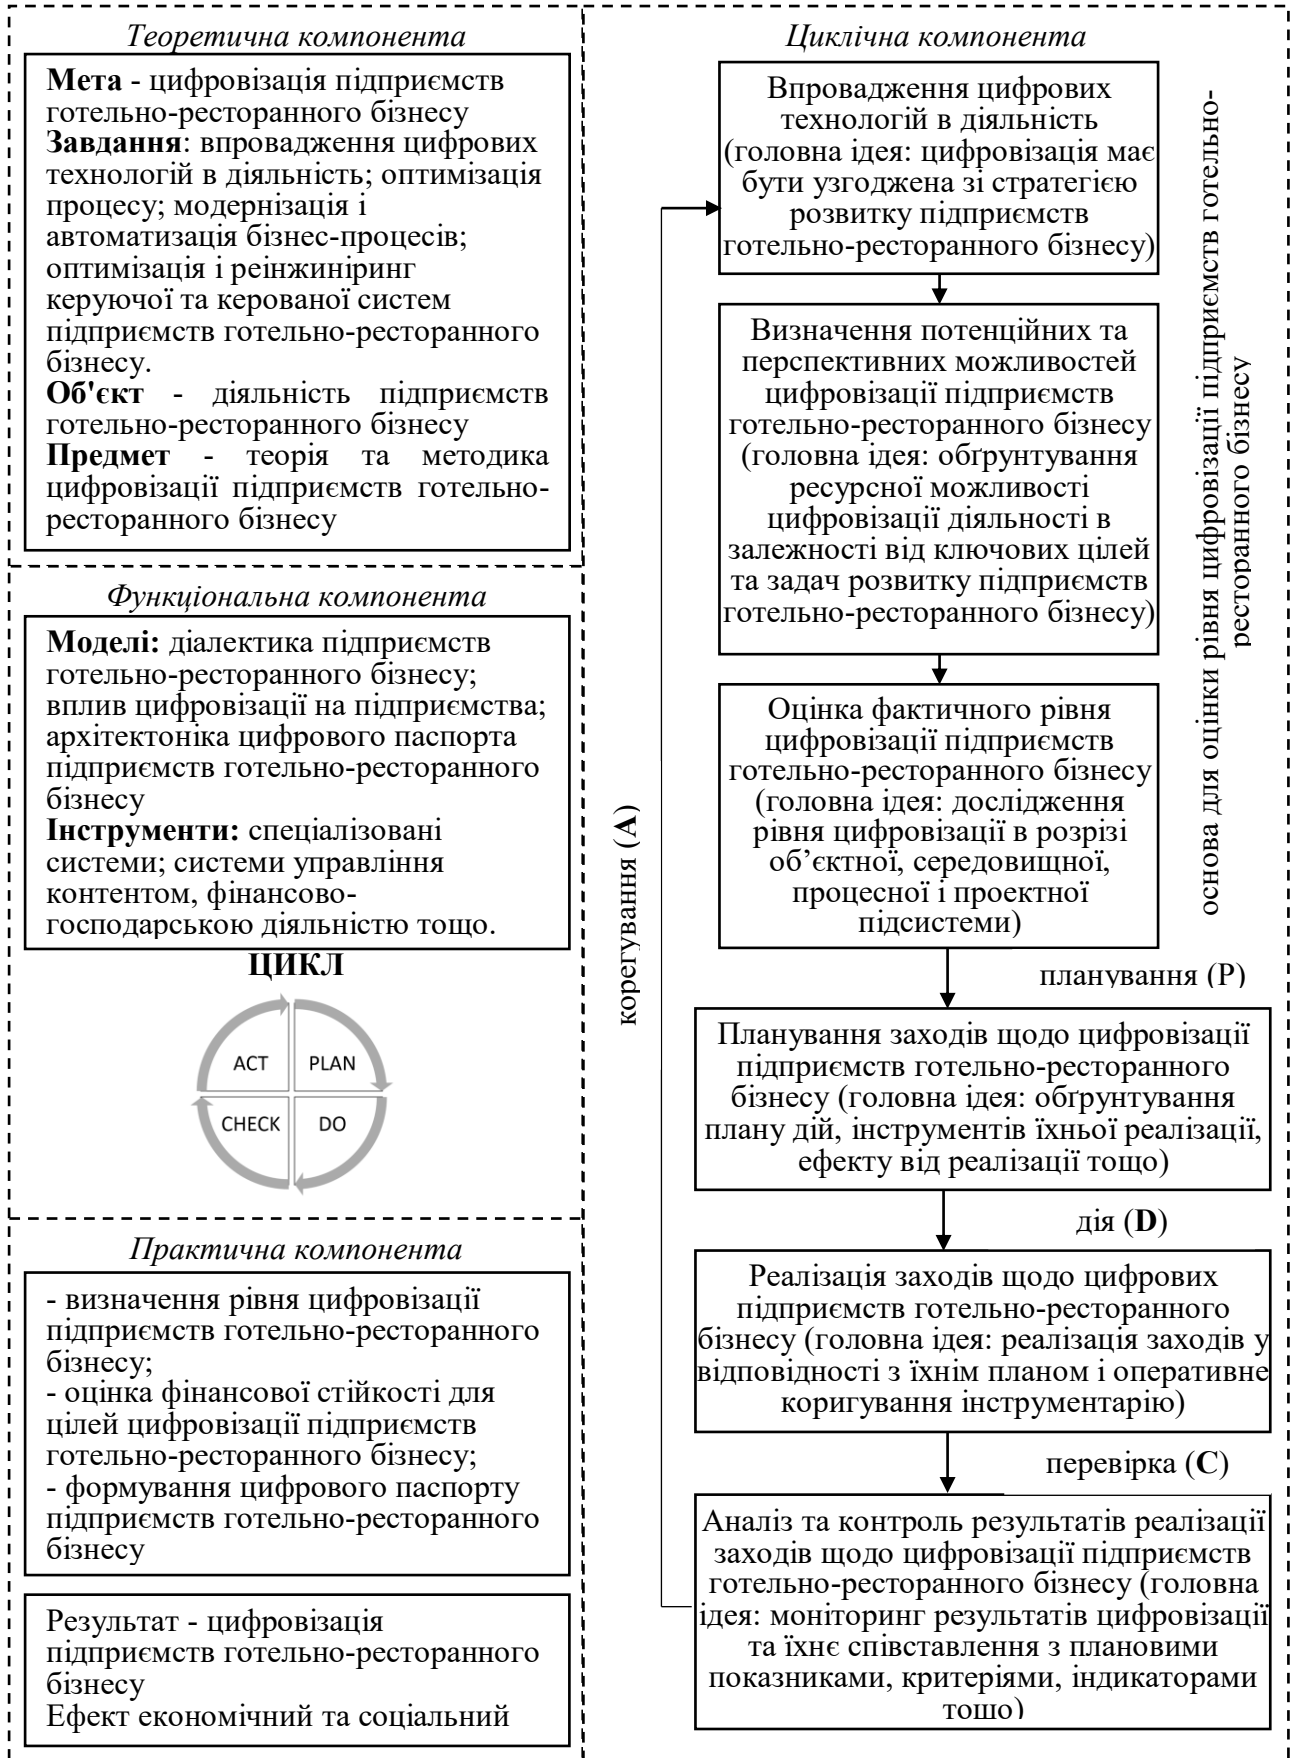 Теоретична компонента
Мета - цифровізація підприємств
готельно-ресторанного бізнесу
Завдання: впровадження цифрових
технологій в діяльність; оптимізація
процесу; модернізація і
автоматизація бізнес-процесів;
оптимізація і реінжиніринг
керуючої та керованої систем
підприємств готельно-ресторанного
бізнесу.
Об'єкт - діяльність підприємств
готельно-ресторанного бізнесу
Предмет - теорія та методика
цифровізації підприємств готельно-
ресторанного бізнесу
Функціональна компонента
Моделі: діалектика підприємств
готельно-ресторанного бізнесу;
вплив цифровізації на підприємства;
архітектоніка цифрового паспорта
підприємств готельно-ресторанного
бізнесу
Інструменти: спеціалізовані
системи; системи управління
контентом, фінансово-
господарською діяльністю тощо.
ЦИКЛ
ACT
PLAN
CHECK
DO
Практична компонента
- визначення рівня цифровізації
підприємств готельно-ресторанного
бізнесу;
- оцінка фінансової стійкості для
цілей цифровізації підприємств
готельно-ресторанного бізнесу;
- формування цифрового паспорту
підприємств готельно-ресторанного
бізнесу
Результат - цифровізація
підприємств готельно-ресторанного
бізнесу
Ефект економічний та соціальний
Циклічна компонента
Впровадження цифрових
технологій в діяльність
(головна ідея: цифровізація має
бути узгоджена зі стратегією
розвитку підприємств
готельно-ресторанного бізнесу)
Визначення потенційних та
перспективних можливостей
цифровізації підприємств
готельно-ресторанного бізнесу
(головна ідея: обґрунтування
ресурсної можливості
цифровізації діяльності в
залежності від ключових цілей
та задач розвитку підприємств
готельно-ресторанного бізнесу)
Оцінка фактичного рівня
цифровізації підприємств
готельно-ресторанного бізнесу
(головна ідея: дослідження
рівня цифровізації в розрізі
об’єктної, середовищної,
процесної і проектної
підсистеми)
планування (P)
Планування заходів щодо цифровізації
підприємств готельно-ресторанного
бізнесу (головна ідея: обґрунтування
плану дій, інструментів їхньої реалізації,
ефекту від реалізації тощо)
дія (D)
Реалізація заходів щодо цифрових
підприємств готельно-ресторанного
бізнесу (головна ідея: реалізація заходів у
відповідності з їхнім планом і оперативне
коригування інструментарію)
перевірка (C)
Аналіз та контроль результатів реалізації
заходів щодо цифровізації підприємств
готельно-ресторанного бізнесу (головна
ідея: моніторинг результатів цифровізації
та їхнє співставлення з плановими
показниками, критеріями, індикаторами
тощо)
корегування (A)
основа для оцінки рівня цифровізації підприємств готельно-
ресторанного бізнесу